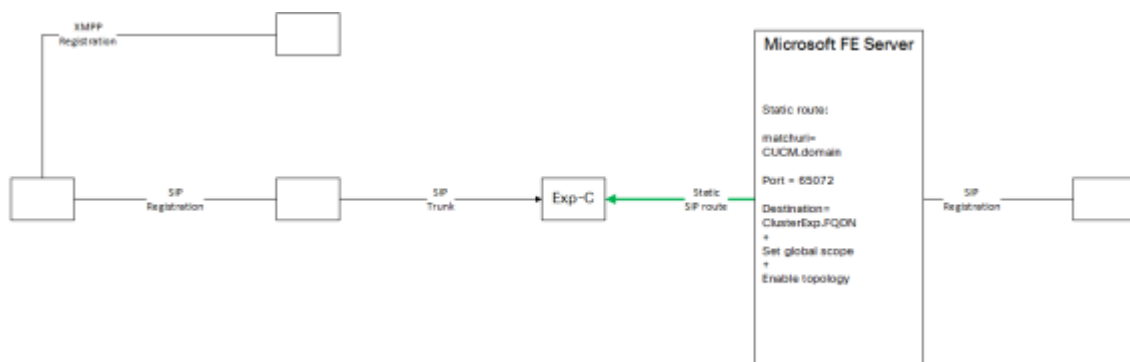 XMPP
Registration
Microsoft FE Server
Static route:
matchuri=
CUCM.domain
Port = 65072
Destination=
ClusterExp.FQDN
+
Set global scope
+
Enable topology
SIP
Registration
SIP
Trunk
Exp-C
Static
SIP route
SIP
Registration